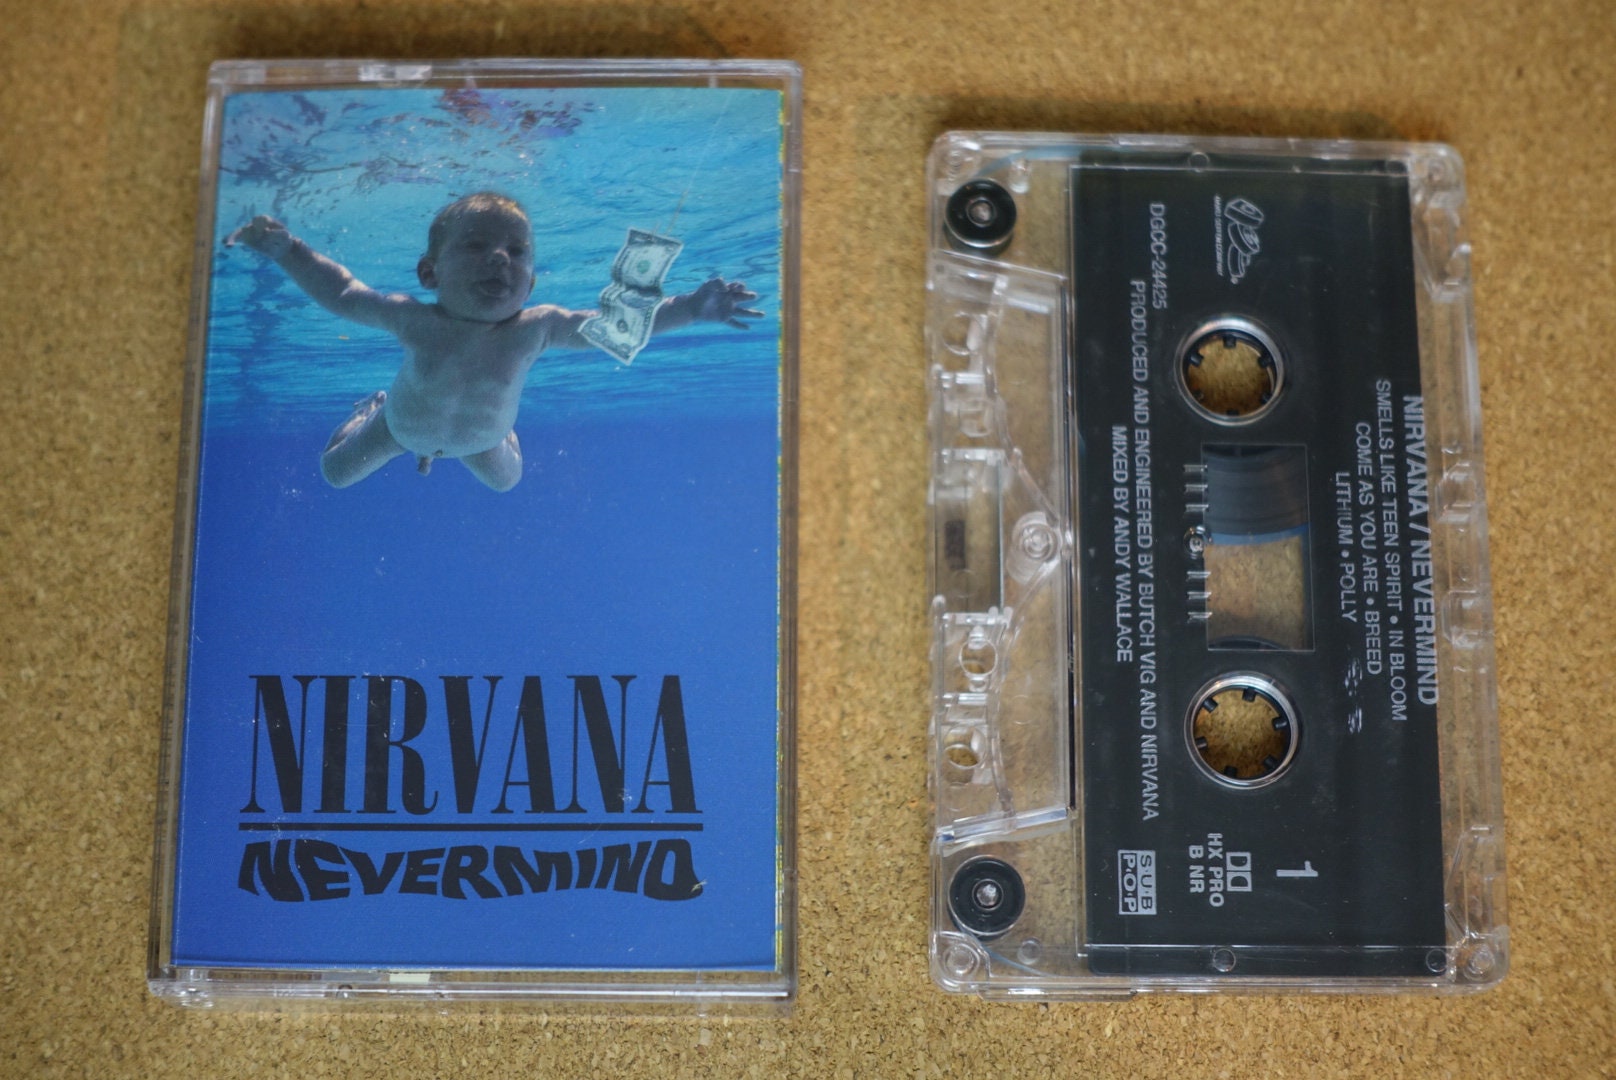 NIRVANA
NEVERMIND
NIRVANA / NEVERMIND
SMELLS LIKE TEEN SPIRIT • IN BLOOM
COME AS YOU ARE • BREED
LITHIUM • POLLY
1
HX PRO
B NR
DGCC-24425
PRODUCED AND ENGINEERED BY BUTCH VIG AND NIRVANA
MIXED BY ANDY WALLACE
SUB
POP